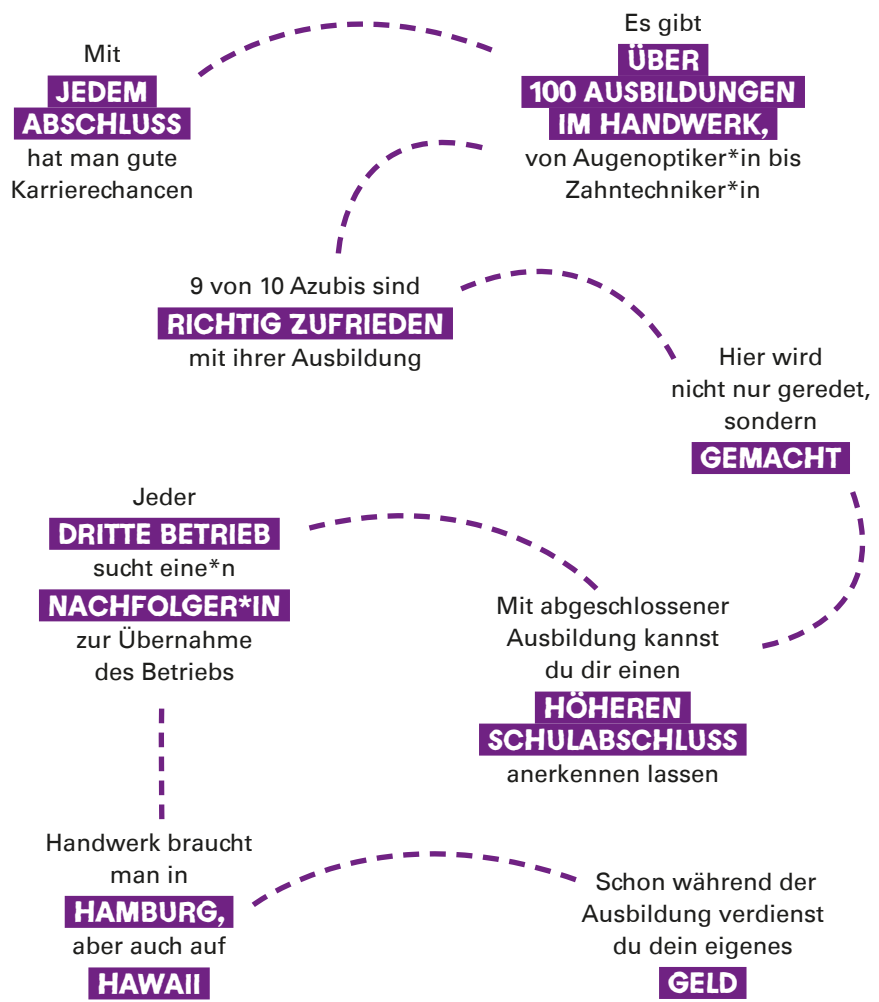 Mit
JEDEM
ABSCHLUSS
hat man gute
Karrierechancen
Es gibt
ÜBER
100 AUSBILDUNGEN
IM HANDWERK,
von Augenoptiker*in bis
Zahntechniker*in
9 von 10 Azubis sind
RICHTIG ZUFRIEDEN
mit ihrer Ausbildung
Hier wird
nicht nur geredet,
sondern
GEMACHT
Mit abgeschlossener
Ausbildung kannst
du dir einen
HÖHEREN
SCHULABSCHLUSS
anerkennen lassen
Jeder
DRITTE BETRIEB
sucht eine*n
NACHFOLGER*IN
zur Übernahme
des Betriebs
Handwerk braucht
man in
HAMBURG,
aber auch auf
HAWAII
Schon während der
Ausbildung verdienst
du dein eigenes
GELD